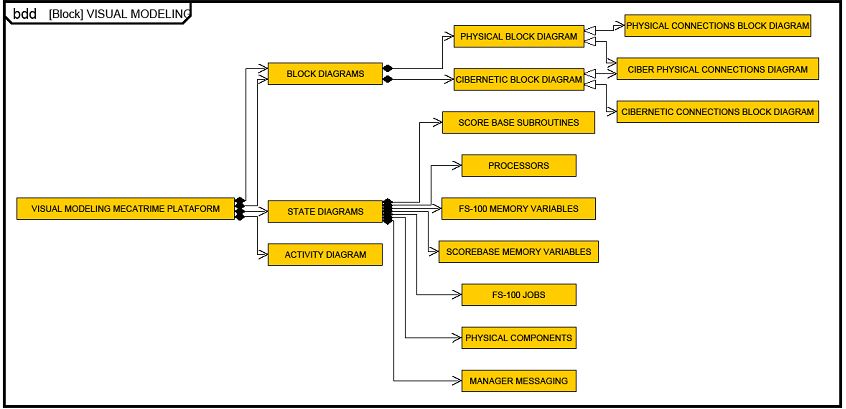 bdd [Block] VISUAL MODELING
PHYSICAL BLOCK DIAGRAM
PHYSICAL CONNECTIONS BLOCK DIAGRAM
BLOCK DIAGRAMS
CIBERNETIC BLOCK DIAGRAM
CIBER PHYSICAL CONNECTIONS DIAGRAM
CIBERNETIC CONNECTIONS BLOCK DIAGRAM
SCORE BASE SUBROUTINES
PROCESSORS
VISUAL MODELING MECATRIME PLATAFORM
STATE DIAGRAMS
FS-100 MEMORY VARIABLES
ACTIVITY DIAGRAM
SCOREBASE MEMORY VARIABLES
FS-100 JOBS
PHYSICAL COMPONENTS
MANAGER MESSAGING